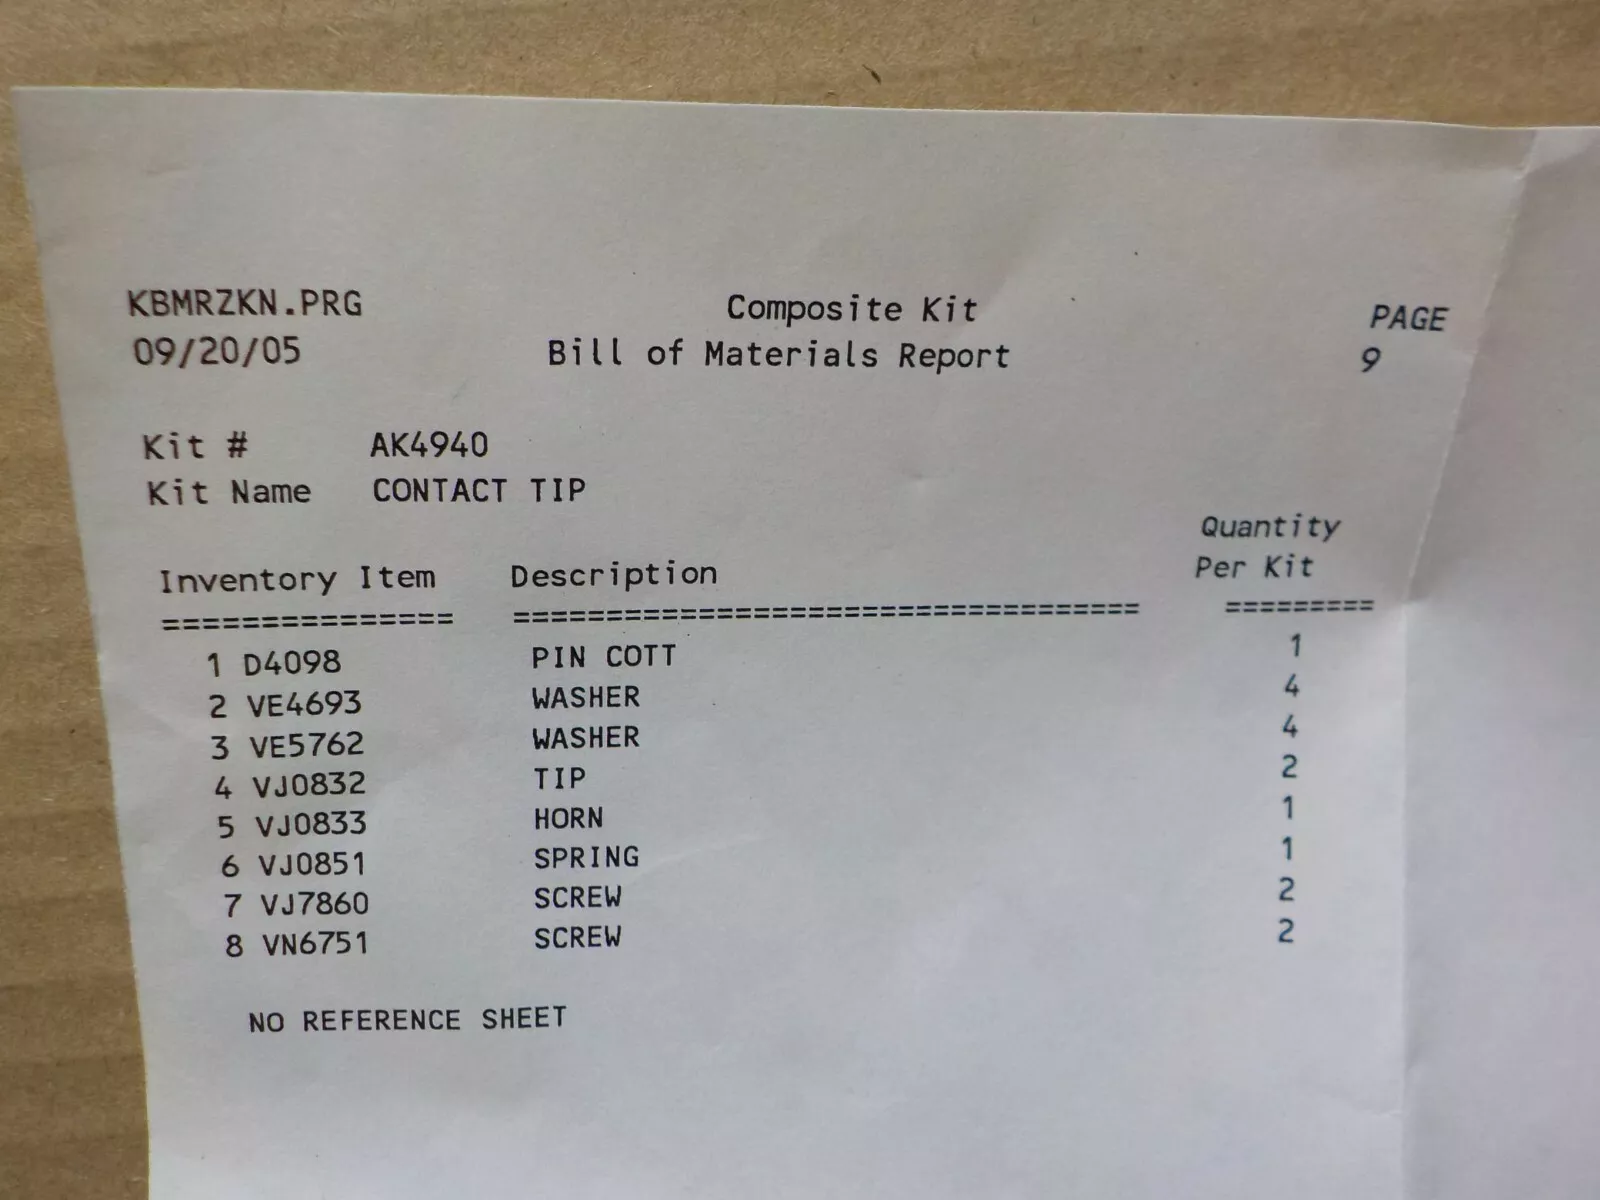 KBMRZKN.PRG Composite Kit PAGE
09/20/05 Bill of Materials Report 9
Kit # AK4940
Kit Name CONTACT TIP
Quantity
Inventory Item Description Per Kit
=============== ================================== =========
1 D4098 PIN COTT 1
2 VE4693 WASHER 4
3 VE5762 WASHER 4
4 VJ0832 TIP 2
5 VJ0833 HORN 1
6 VJ0851 SPRING 1
7 VJ7860 SCREW 2
8 VN6751 SCREW 2
NO REFERENCE SHEET